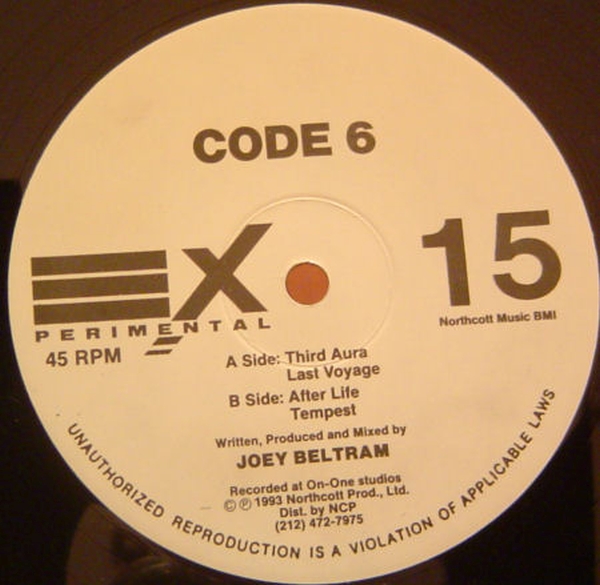 CODE 6
EX
PERIMENTAL
15
Northcott Music BMI
45 RPM
A Side: Third Aura
Last Voyage
B Side: After Life
Tempest
Written, Produced and Mixed by
JOEY BELTRAM
Recorded at On-One studios
© ℗ 1993 Northcott Prod., Ltd.
Dist. by NCP
(212) 472-7975
UNAUTHORIZED REPRODUCTION IS A VIOLATION OF APPLICABLE LAWS